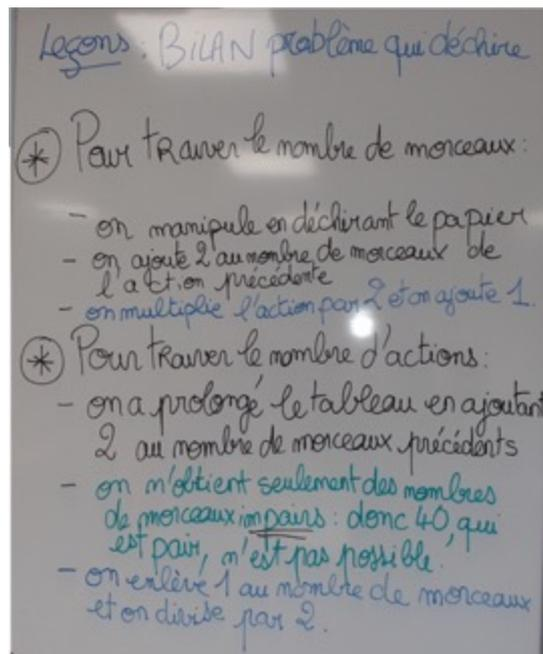 Leçons : BILAN problème qui déchire
* Pour trouver le nombre de morceaux :
- on manipule en déchirant le papier
- on ajoute 2 au nombre de morceaux de
l'action précédente
- on multiplie l'action par 2 et on ajoute 1.
* Pour trouver le nombre d'actions :
- on a prolongé le tableau en ajoutant
2 au nombre de morceaux précédents
- on n'obtient seulement des nombres
de morceaux impairs : donc 40, qui
est pair, n'est pas possible.
- on enlève 1 au nombre de morceaux
et on divise par 2.